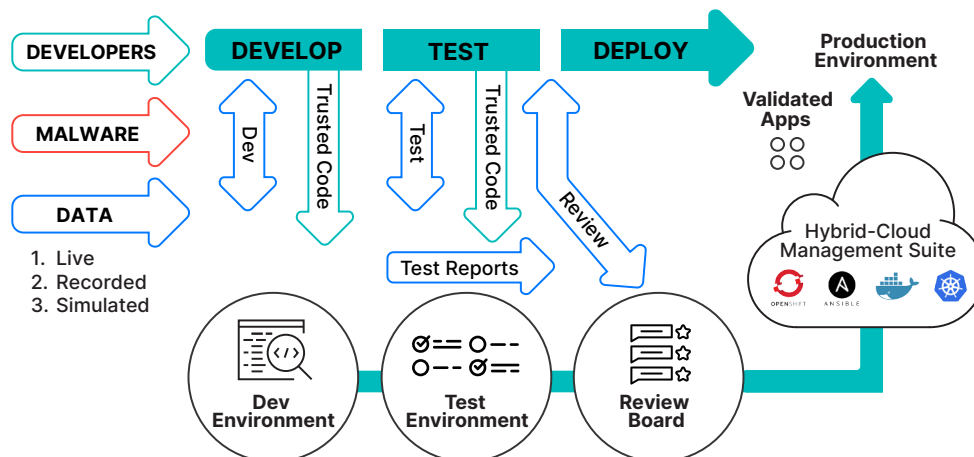 DEVELOPERS
DEVELOP
TEST
DEPLOY
Production
Environment
MALWARE
Dev
Trusted Code
Test
Trusted Code
Review
Validated
Apps
DATA
1. Live
2. Recorded
3. Simulated
Test Reports
Hybrid-Cloud
Management Suite
OPENSHIFT
ANSIBLE
Dev
Environment
Test
Environment
Review
Board